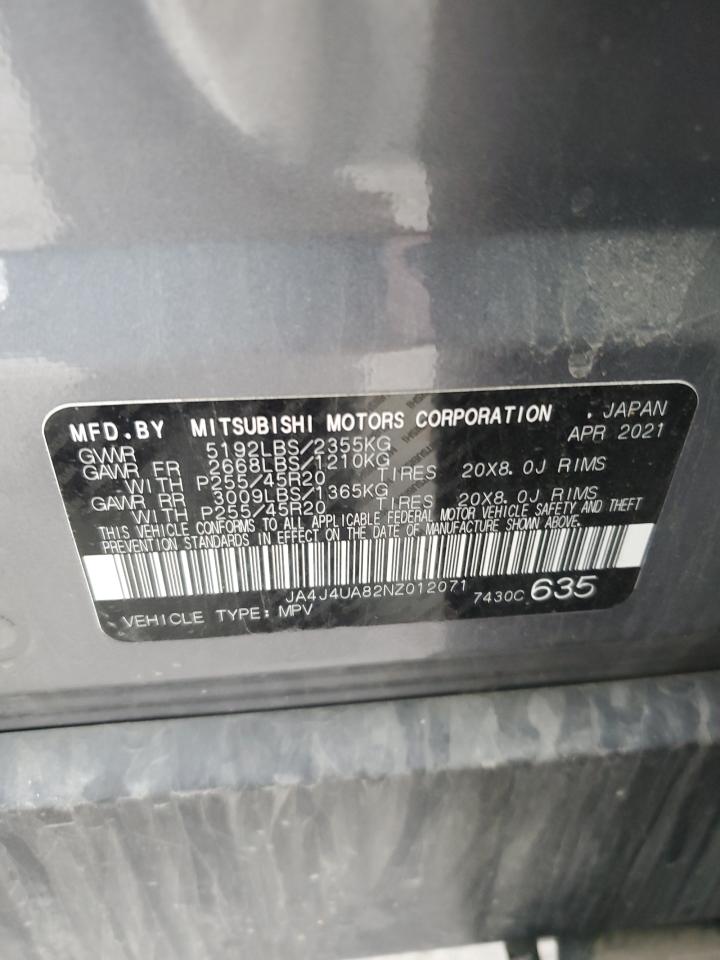 MFD.BY MITSUBISHI MOTORS CORPORATION , JAPAN
GVWR 5192LBS/2355KG APR 2021
GAWR FR 2668LBS/1210KG
WITH P255/45R20 TIRES 20X8.0J RIMS
GAWR RR 3009LBS/1365KG
WITH P255/45R20 TIRES 20X8.0J RIMS
THIS VEHICLE CONFORMS TO ALL APPLICABLE FEDERAL MOTOR VEHICLE SAFETY AND THEFT
PREVENTION STANDARDS IN EFFECT ON THE DATE OF MANUFACTURE SHOWN ABOVE.
JA4J4UA82NZ012071 7430C 635
VEHICLE TYPE: MPV